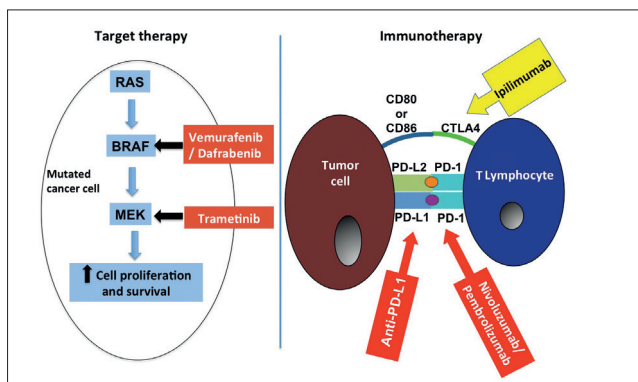 Target therapy
RAS
BRAF
Vemurafenib
/ Dafrabenib
Mutated
cancer cell
MEK
Trametinib
Cell proliferation
and survival
Immunotherapy
Ipilimumab
CD80
or
CD86
CTLA4
Tumor
cell
PD-L2
PD-1
T Lymphocyte
PD-L1
PD-1
Anti-PD-L1
Nivoluzumab/
Pembrolizumab